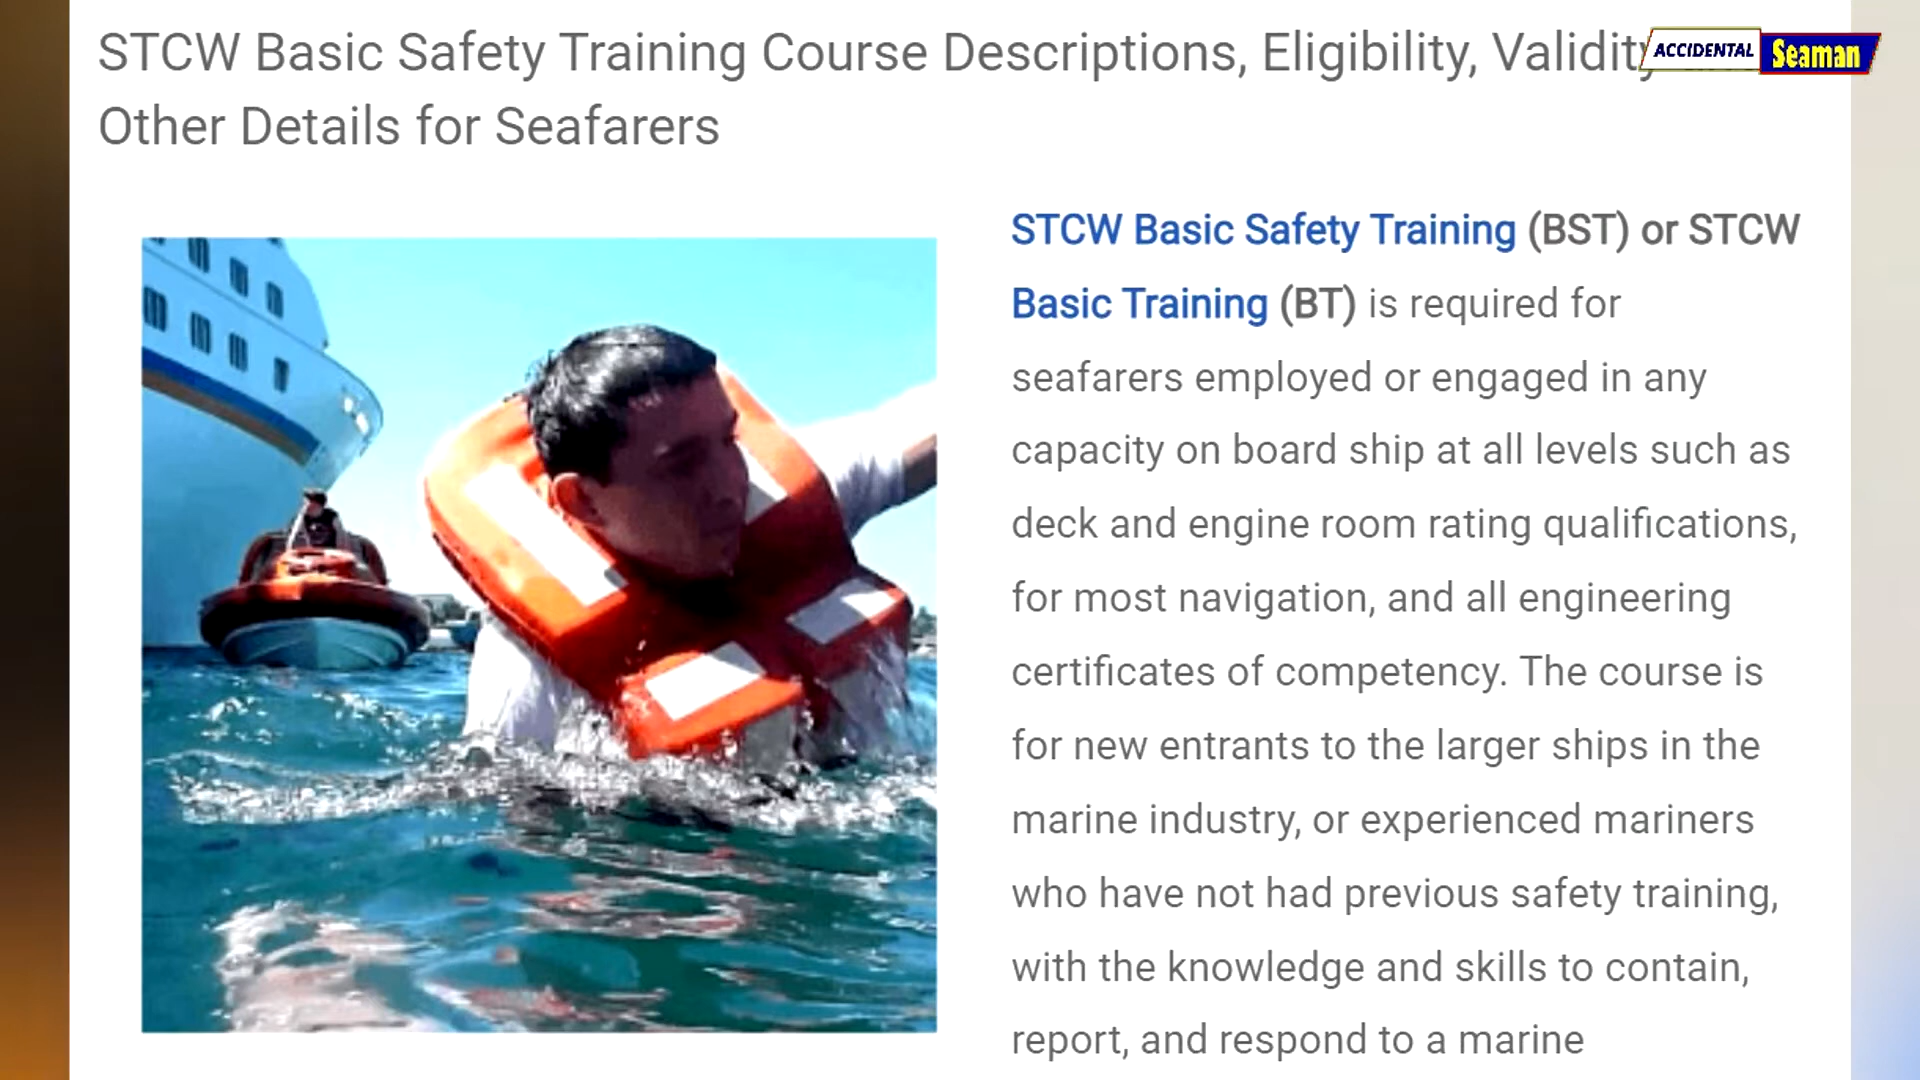 STCW Basic Safety Training Course Descriptions, Eligibility, Validity
Other Details for Seafarers
ACCIDENTAL Seaman
STCW Basic Safety Training (BST) or STCW
Basic Training (BT) is required for
seafarers employed or engaged in any
capacity on board ship at all levels such as
deck and engine room rating qualifications,
for most navigation, and all engineering
certificates of competency. The course is
for new entrants to the larger ships in the
marine industry, or experienced mariners
who have not had previous safety training,
with the knowledge and skills to contain,
report, and respond to a marine